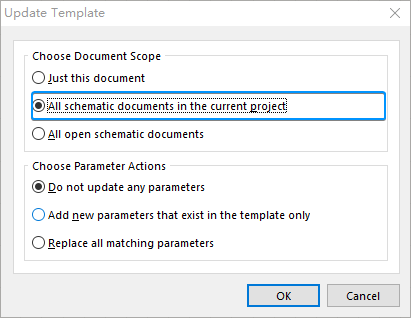 Update Template
Choose Document Scope
Just this document
All schematic documents in the current project
All open schematic documents
Choose Parameter Actions
Do not update any parameters
Add new parameters that exist in the template only
Replace all matching parameters
OK
Cancel